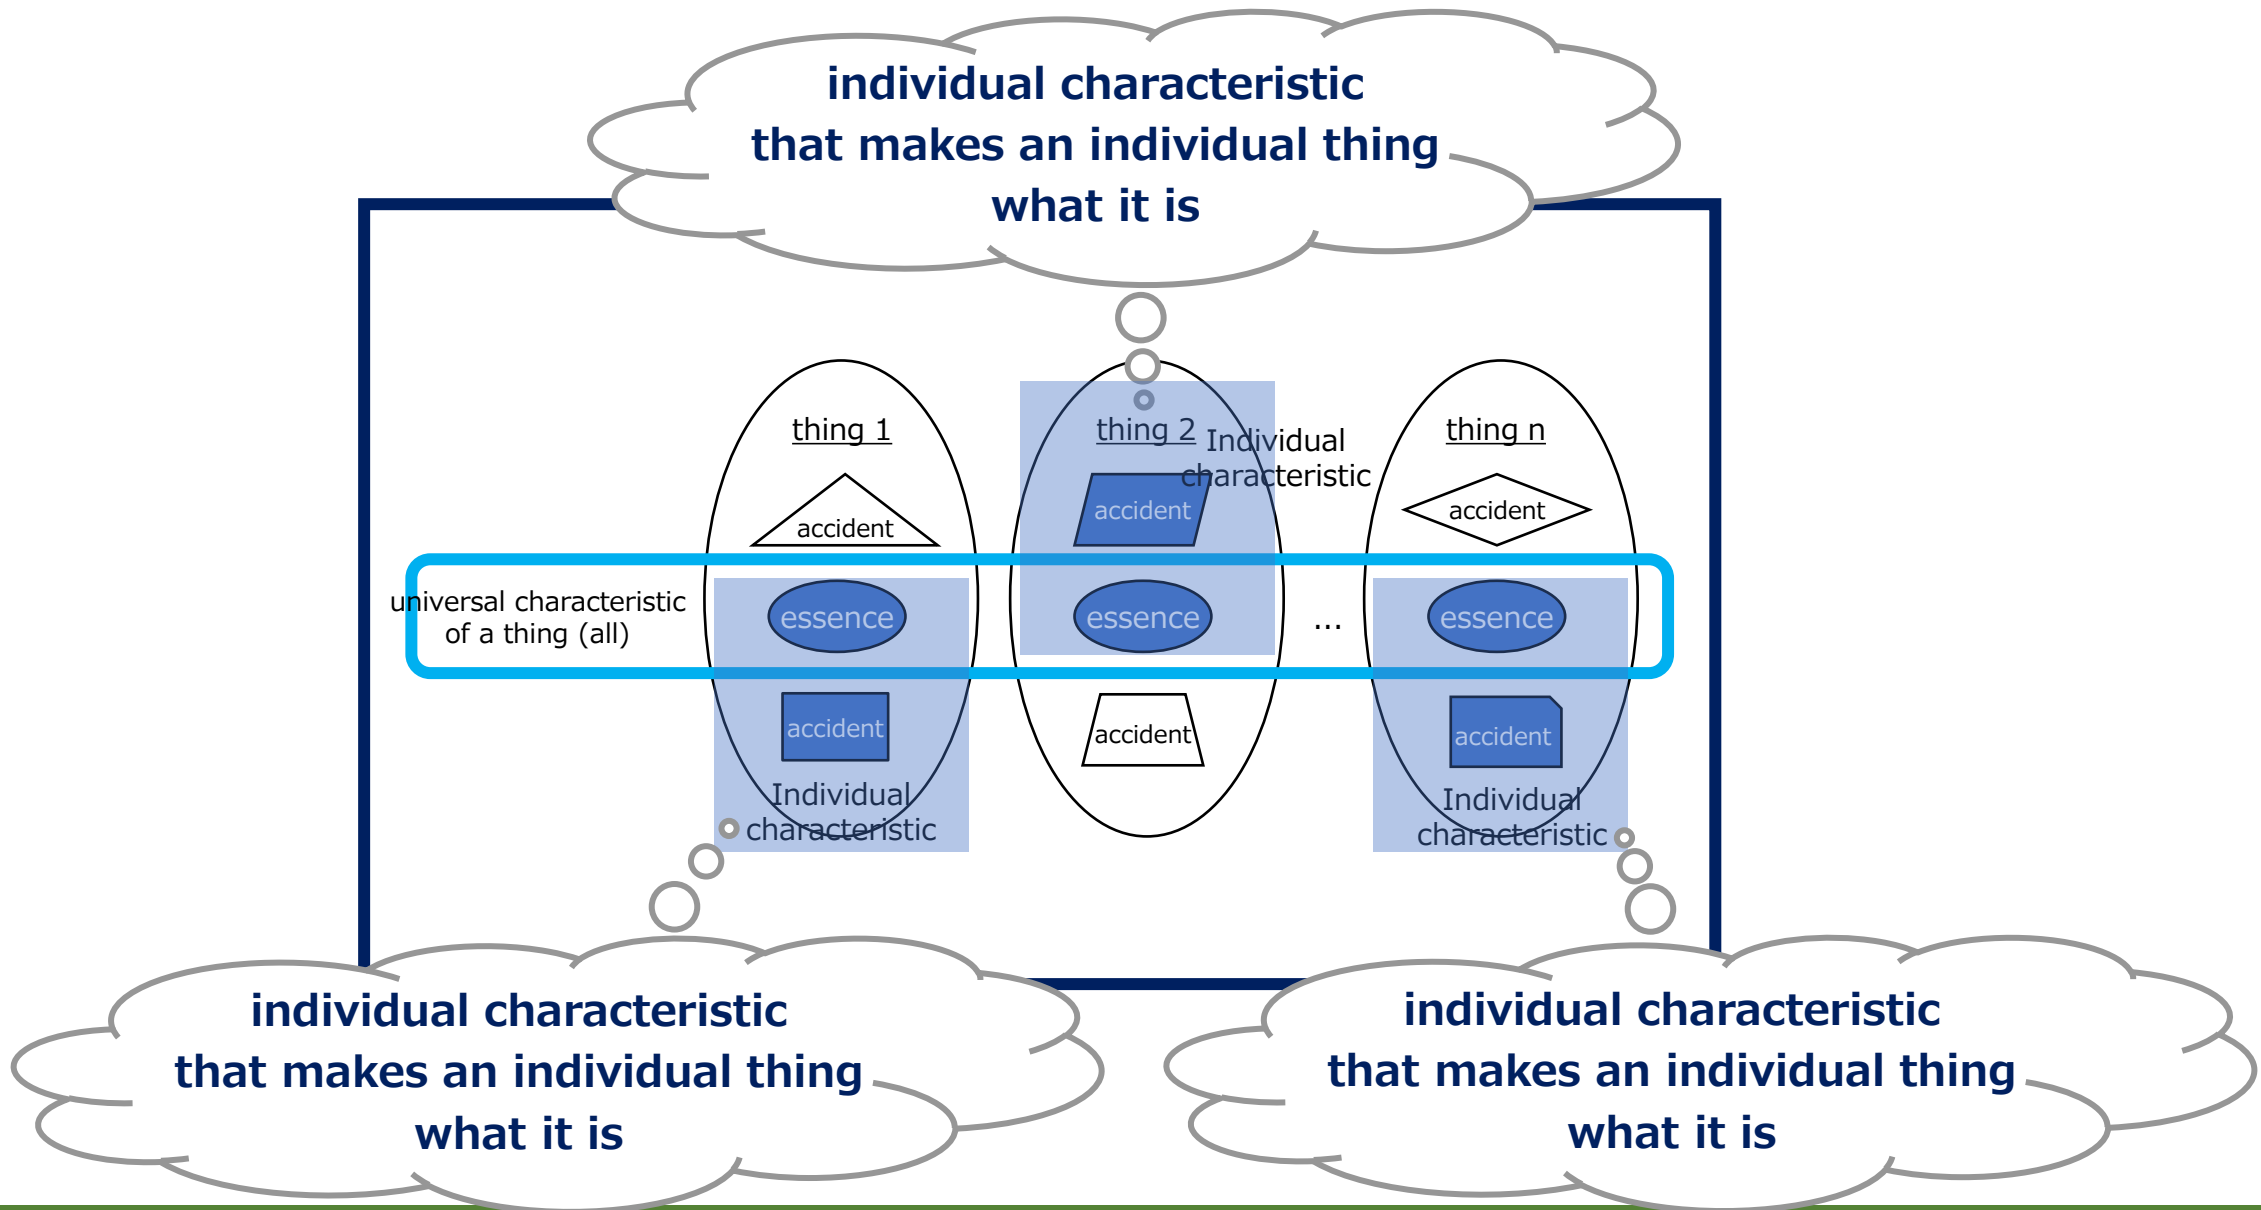 individual characteristic
that makes an individual thing
what it is
thing 1
thing 2
thing n
Individual
characteristic
accident
accident
accident
universal characteristic
of a thing (all)
essence
essence
...
essence
accident
accident
accident
Individual
characteristic
Individual
characteristic
individual characteristic
that makes an individual thing
what it is
individual characteristic
that makes an individual thing
what it is